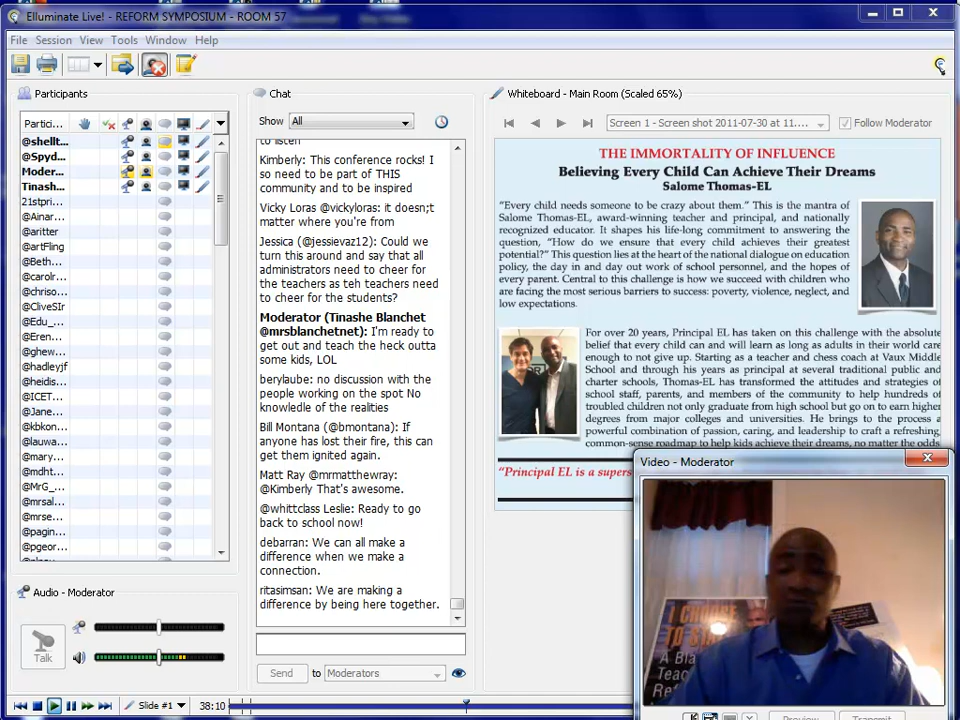 Elluminate Live! - REFORM SYMPOSIUM - ROOM 57
File Session View Tools Window Help
Participants
Partici...
@shellt...
@Spyd...
Moder...
Tinash...
21stpri...
@Ainar...
@aritter
@artFling
@Beth...
@carolr...
@chriso...
@CliveSir
@Edu_...
@Eren...
@ghew...
@hadleyjf
@heidis...
@ICET...
@Jane...
@kbkon...
@lauwa...
@mary...
@mdht...
@MrG_...
@mrsal...
@mrse...
@pagin...
@pgeor...
Audio - Moderator
Talk
Chat
Show All
to listen
Kimberly: This conference rocks! I
so need to be part of THIS
community and to be inspired
Vicky Loras @vickyloras: it doesn;t
matter where you're from
Jessica (@jessievaz12): Could we
turn this around and say that all
administrators need to cheer for
the teachers as teh teachers need
to cheer for the students?
Moderator (Tinashe Blanchet
@mrsblanchetnet): I'm ready to
get out and teach the heck outta
some kids, LOL
berylaube: no discussion with the
people working on the spot No
knowledle of the realities
Bill Montana (@bmontana): If
anyone has lost their fire, this can
get them ignited again.
Matt Ray @mrmatthewray:
@Kimberly That's awesome.
@whittclass Leslie: Ready to go
back to school now!
debarran: We can all make a
difference when we make a
connection.
ritasimsan: We are making a
difference by being here together.
Send to Moderators
Whiteboard - Main Room (Scaled 65%)
Screen 1 - Screen shot 2011-07-30 at 11....
Follow Moderator
THE IMMORTALITY OF INFLUENCE
Believing Every Child Can Achieve Their Dreams
Salome Thomas-EL
"Every child needs someone to be crazy about them." This is the mantra of
Salome Thomas-EL, award-winning teacher and principal, and nationally
recognized educator. It shapes his life-long commitment to answering the
question, "How do we ensure that every child achieves their greatest
potential?" This question lies at the heart of the national dialogue on education
policy, the day in and day out work of school personnel, and the hopes of
every parent. Central to this challenge is how we succeed with children who
are facing the most serious barriers to success: poverty, violence, neglect, and
low expectations.
For over 20 years, Principal EL has taken on this challenge with the absolute
belief that every child can and will learn as long as adults in their world care
enough to not give up. Starting as a teacher and chess coach at Vaux Middle
School and through his years as principal at several traditional public and
charter schools, Thomas-EL has transformed the attitudes and strategies of
school staff, parents, and members of the community to help hundreds of
troubled children not only graduate from high school but go on to earn higher
degrees from major colleges and universities. He brings to the process a
powerful combination of passion, caring, and leadership to craft a refreshing,
common-sense roadmap to help kids achieve their dreams, no matter the odds
"Principal EL is a supers
Video - Moderator
I CHOOSE
TO STAY
A Bla
Teac
Ref
Preview Transmit
Slide #1
38:10